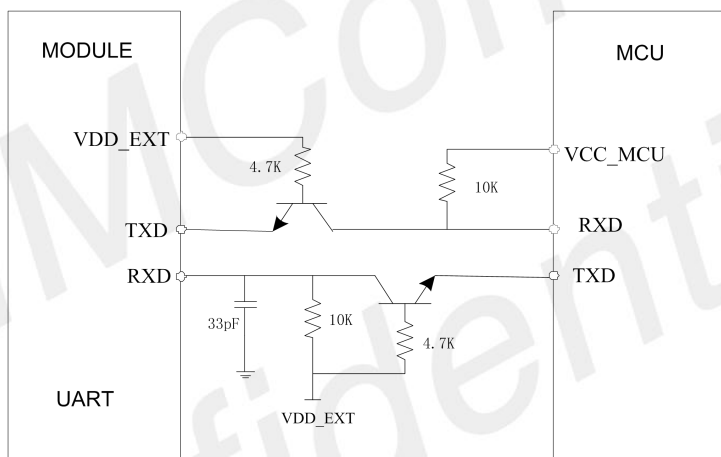 MODULE
MCU
VDD_EXT
4.7K
VCC_MCU
10K
TXD
RXD
RXD
TXD
33pF
10K
4.7K
UART
VDD_EXT